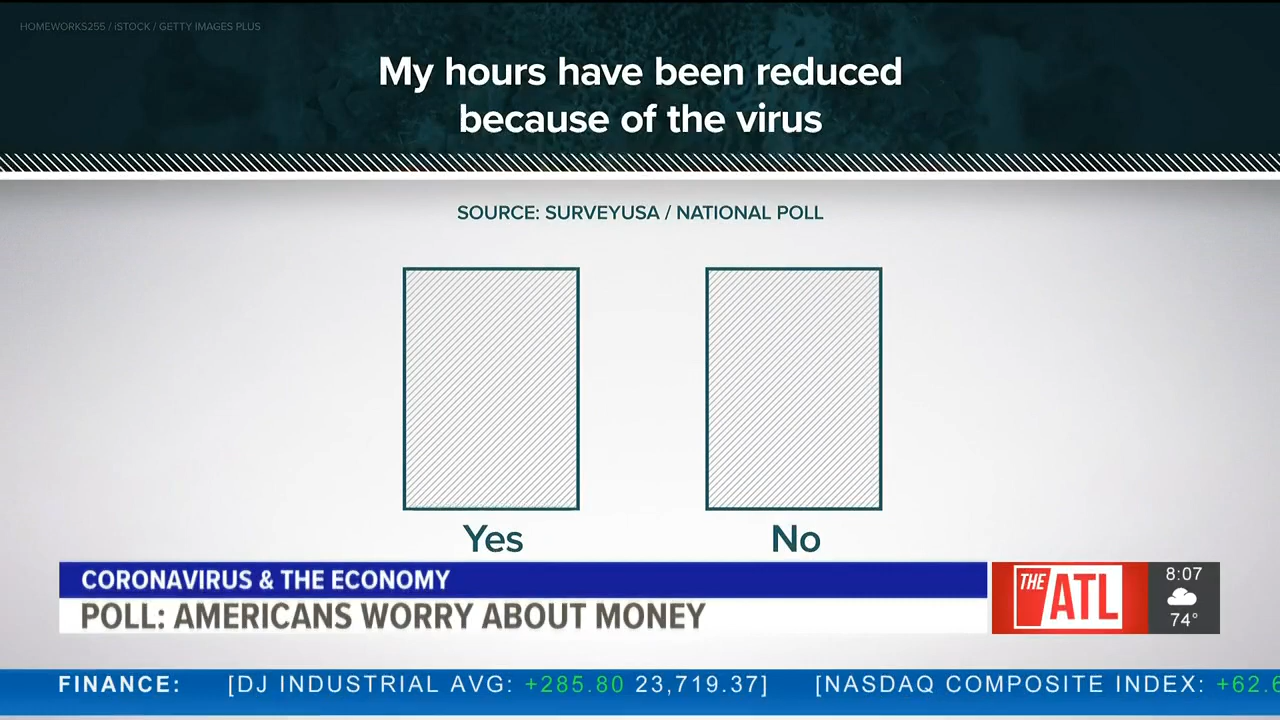 HOMEWORKS255 / iSTOCK / GETTY IMAGES PLUS
My hours have been reduced
because of the virus
SOURCE: SURVEYUSA / NATIONAL POLL
Yes
No
CORONAVIRUS & THE ECONOMY
POLL: AMERICANS WORRY ABOUT MONEY
THE ATL
8:07
74°
FINANCE: [DJ INDUSTRIAL AVG: +285.80 23,719.37] [NASDAQ COMPOSITE INDEX: +62.6